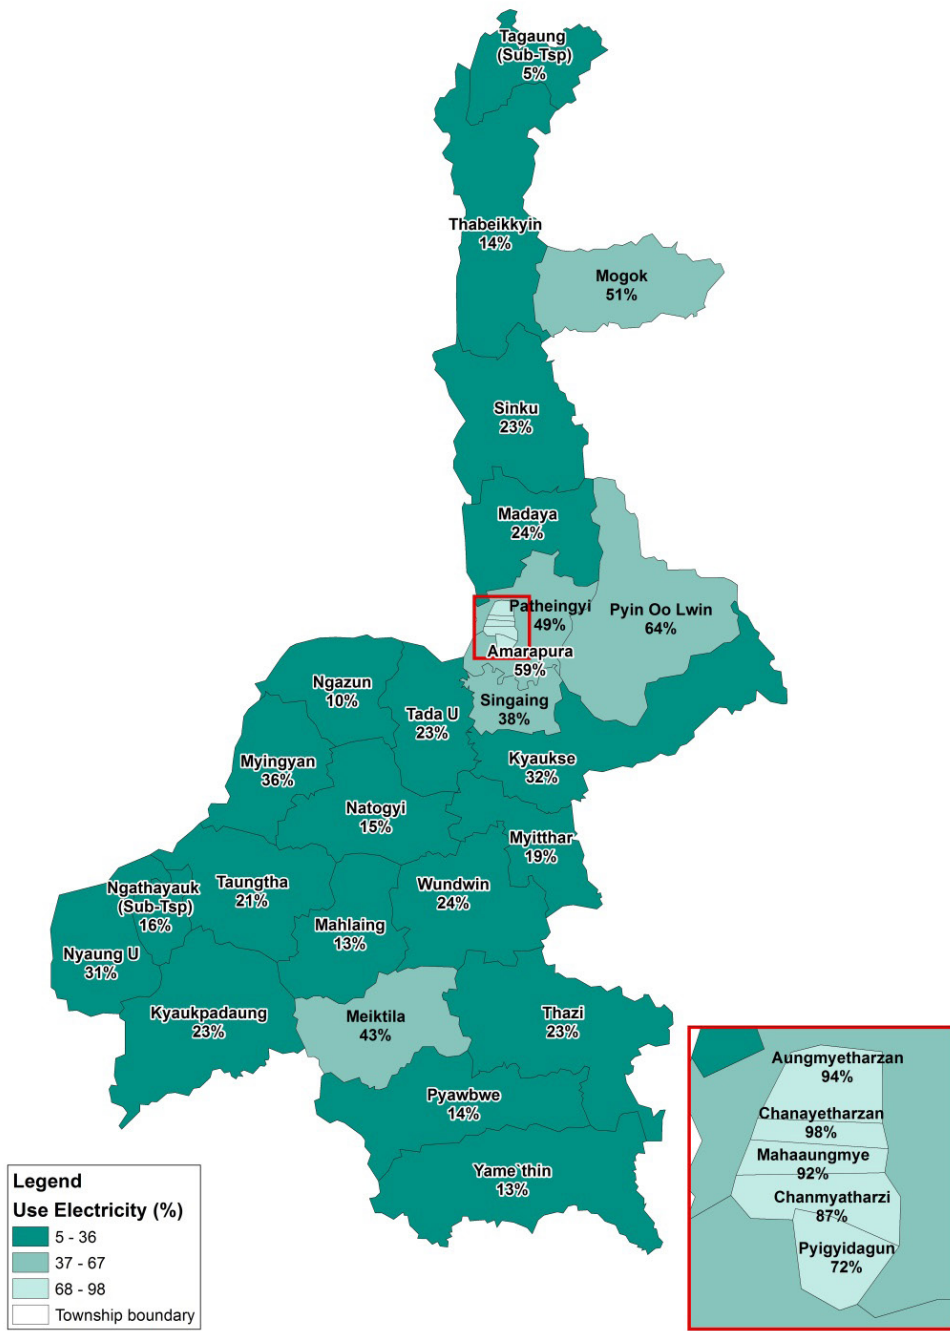 Tagaung
(Sub-Tsp)
5%
Thabeikkyin
14%
Mogok
51%
Sinku
23%
Madaya
24%
Patheingyi
49%
Pyin Oo Lwin
64%
Amarapura
59%
Singaing
38%
Ngazun
10%
Tada U
23%
Myingyan
36%
Kyaukse
32%
Natogyi
15%
Myitthar
19%
Ngathayauk
(Sub-Tsp)
16%
Taungtha
21%
Wundwin
24%
Mahlaing
13%
Nyaung U
31%
Kyaukpadaung
23%
Meiktila
43%
Thazi
23%
Pyawbwe
14%
Yame`thin
13%
Aungmyetharzan
94%
Chanayetharzan
98%
Mahaaungmye
92%
Chanmyatharzi
87%
Pyigyidagun
72%
Legend
Use Electricity (%)
5 - 36
37 - 67
68 - 98
Township boundary